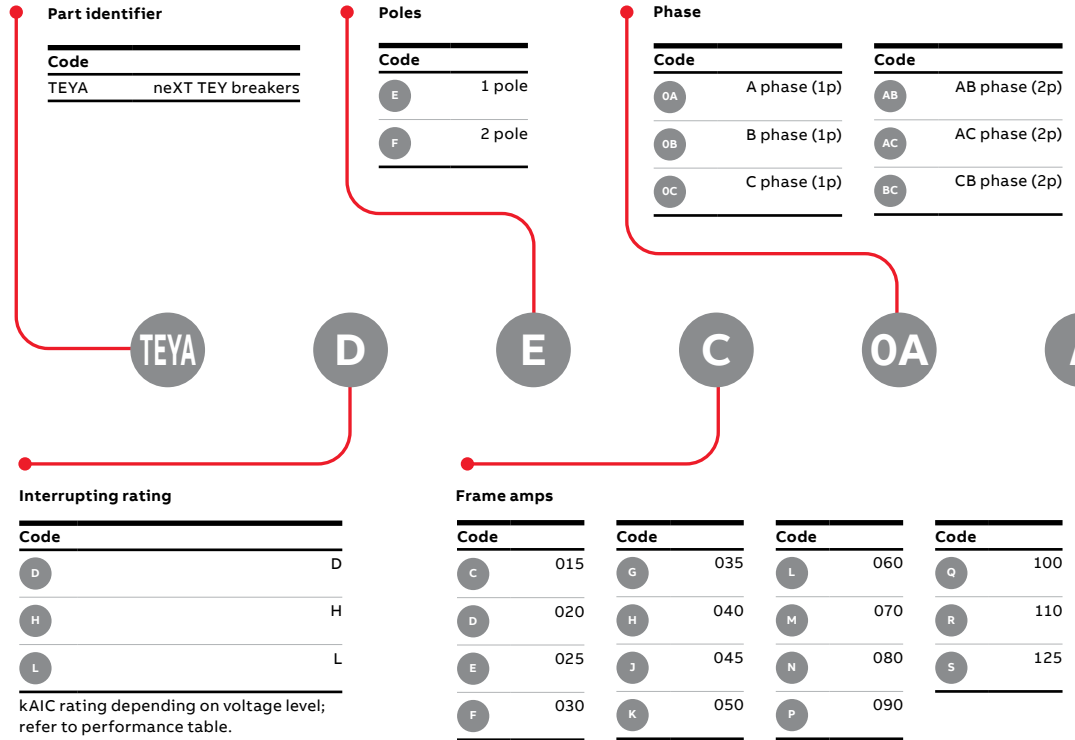 Part identifier
Code
TEYA neXT TEY breakers
Poles
Code
E 1 pole
F 2 pole
Phase
Code
0A A phase (1p)
0B B phase (1p)
0C C phase (1p)
Code
AB AB phase (2p)
AC AC phase (2p)
BC CB phase (2p)
TEYA D E C 0A A
Interrupting rating
Code
D D
H H
L L
kAIC rating depending on voltage level;
refer to performance table.
Frame amps
Code
C 015
D 020
E 025
F 030
Code
G 035
H 040
J 045
K 050
Code
L 060
M 070
N 080
P 090
Code
Q 100
R 110
S 125